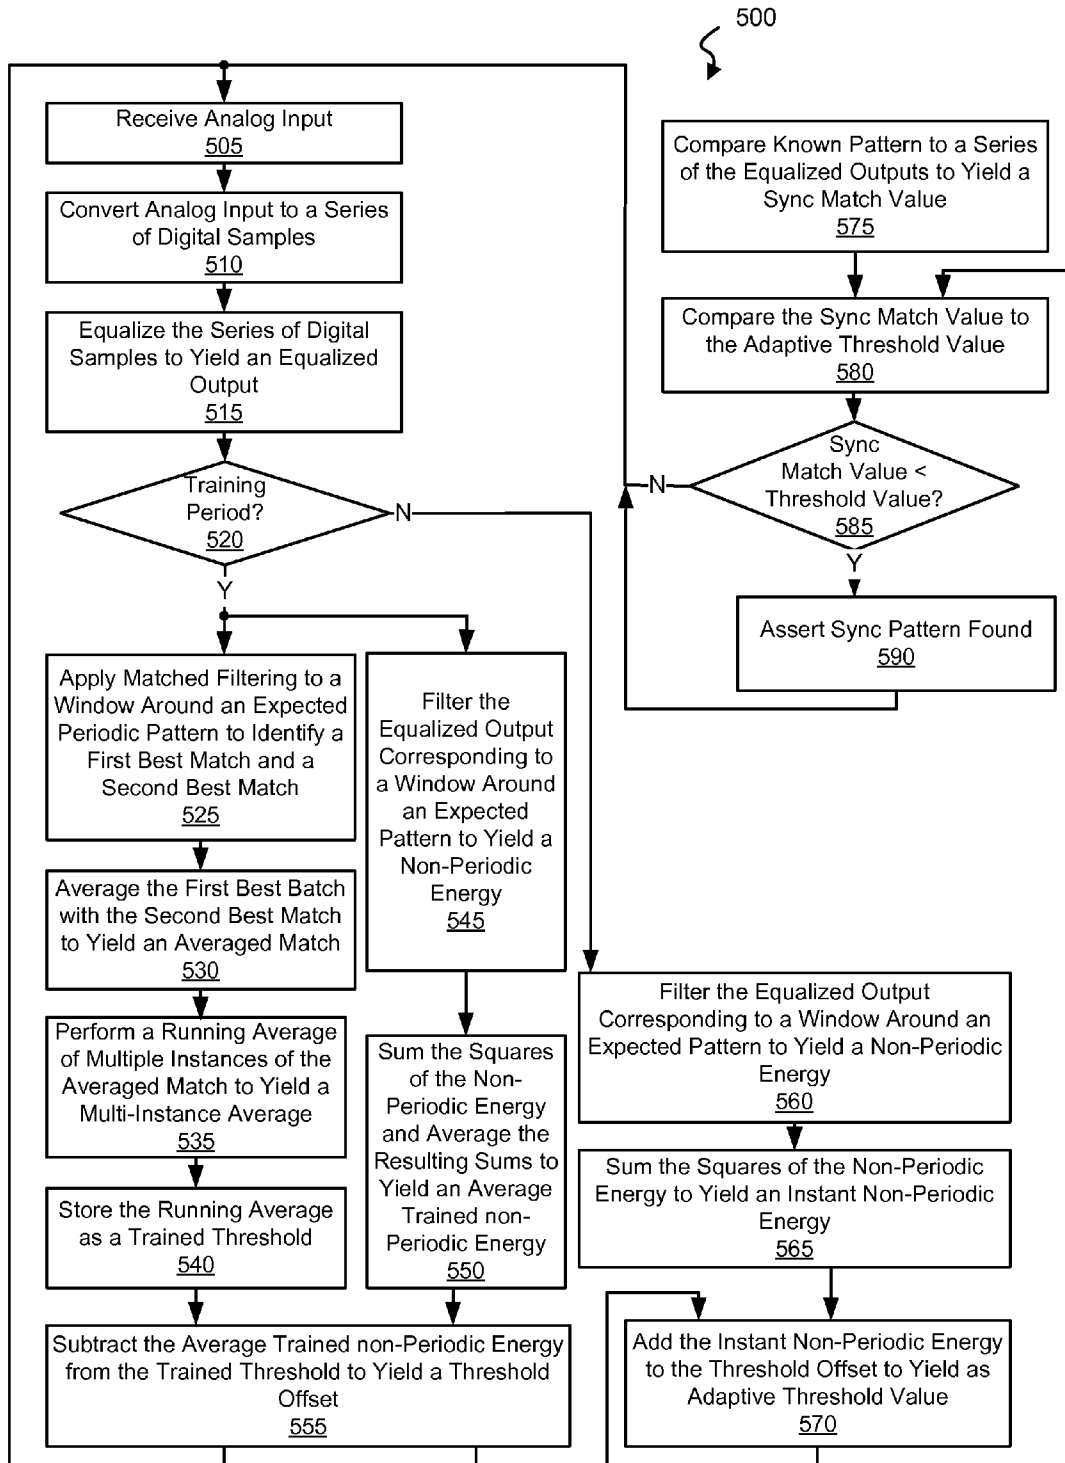 500
Receive Analog Input
505
Convert Analog Input to a Series
of Digital Samples
510
Equalize the Series of Digital
Samples to Yield an Equalized
Output
515
Training
Period?
520
N
Y
Apply Matched Filtering to a
Window Around an Expected
Periodic Pattern to Identify a
First Best Match and a
Second Best Match
525
Average the First Best Batch
with the Second Best Match
to Yield an Averaged Match
530
Perform a Running Average
of Multiple Instances of the
Averaged Match to Yield a
Multi-Instance Average
535
Store the Running Average
as a Trained Threshold
540
Filter the
Equalized Output
Corresponding to
a Window Around
an Expected
Pattern to Yield a
Non-Periodic
Energy
545
Sum the Squares
of the Non-
Periodic Energy
and Average the
Resulting Sums to
Yield an Average
Trained non-
Periodic Energy
550
Subtract the Average Trained non-Periodic Energy
from the Trained Threshold to Yield a Threshold
Offset
555
Filter the Equalized Output
Corresponding to a Window Around an
Expected Pattern to Yield a Non-Periodic
Energy
560
Sum the Squares of the Non-Periodic
Energy to Yield an Instant Non-Periodic
Energy
565
Add the Instant Non-Periodic Energy
to the Threshold Offset to Yield as
Adaptive Threshold Value
570
Compare Known Pattern to a Series
of the Equalized Outputs to Yield a
Sync Match Value
575
Compare the Sync Match Value to
the Adaptive Threshold Value
580
Sync
Match Value <
Threshold Value?
585
N
Y
Assert Sync Pattern Found
590